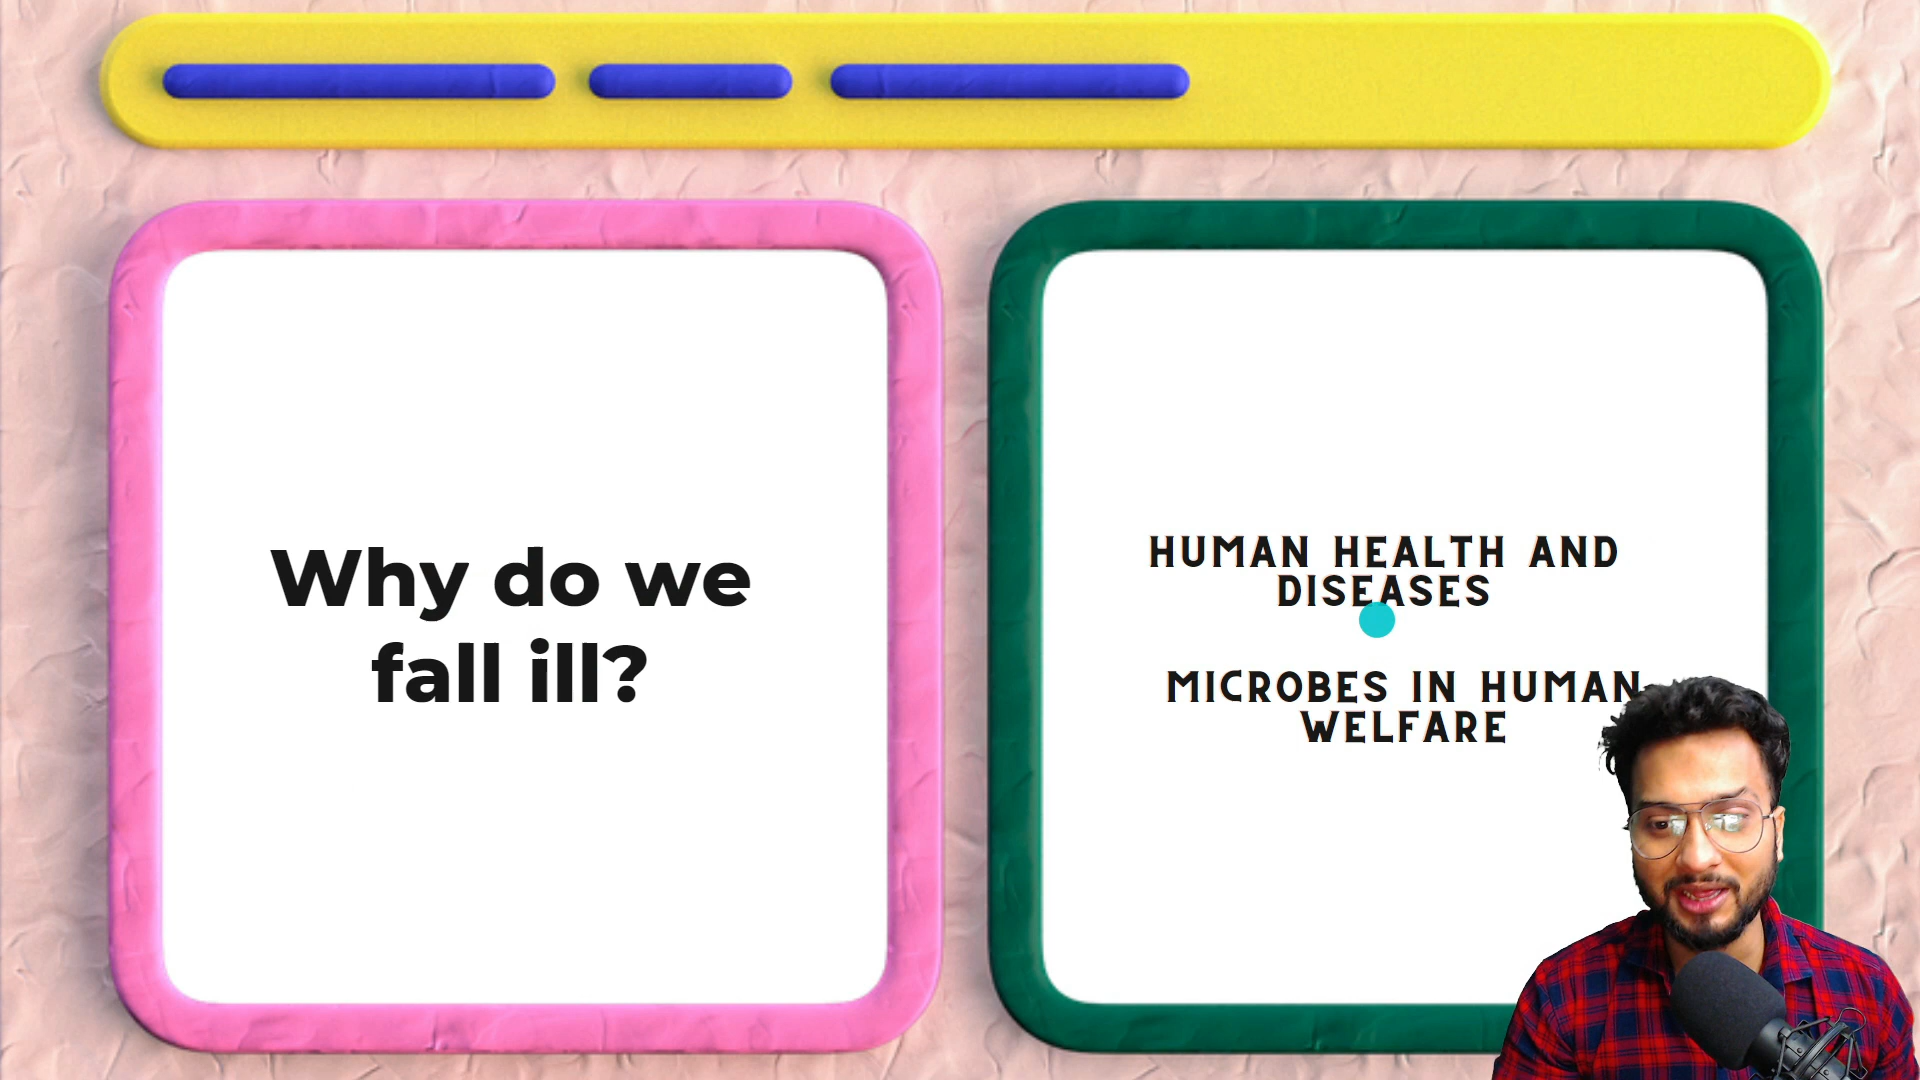 Why do we
fall ill?
HUMAN HEALTH AND
DISEASES
MICROBES IN HUMAN
WELFARE